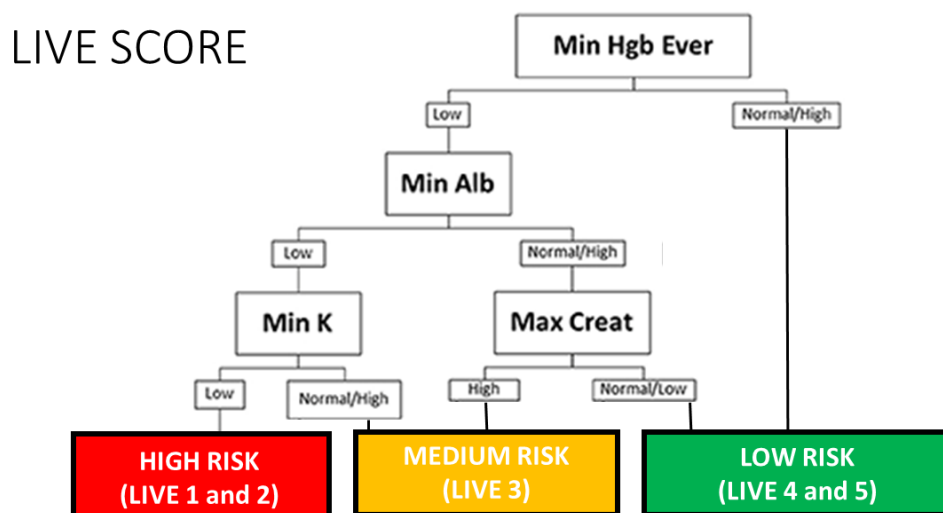 LIVE SCORE
Min Hgb Ever
Low
Normal/High
Min Alb
Low
Normal/High
Min K
Max Creat
Low
Normal/High
High
Normal/Low
HIGH RISK
(LIVE 1 and 2)
MEDIUM RISK
(LIVE 3)
LOW RISK
(LIVE 4 and 5)